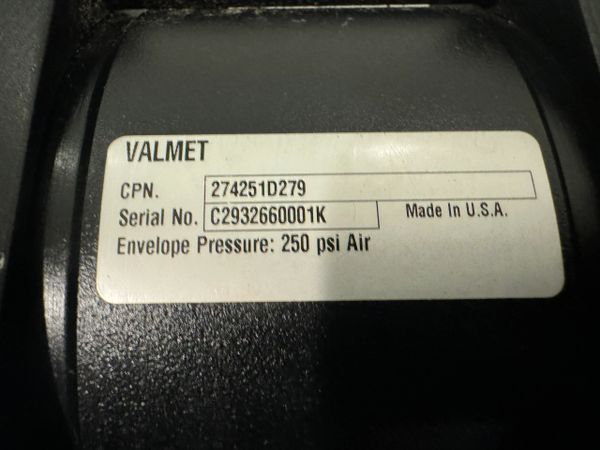 VALMET
CPN. 274251D279
Serial No. C2932660001K Made In U.S.A.
Envelope Pressure: 250 psi Air